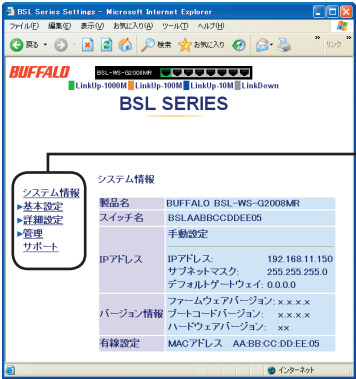 BSL Series Settings - Microsoft Internet Explorer
ファイル(F) 編集(E) 表示(V) お気に入り(A) ツール(T) ヘルプ(H)
戻る 検索 お気に入り リンク
BUFFALO BSL-WS-G2008MR
LinkUp-1000M LinkUp-100M LinkUp-10M LinkDown
BSL SERIES
システム情報
基本設定
詳細設定
管理
サポート
システム情報
製品名 BUFFALO BSL-WS-G2008MR
スイッチ名 BSLAABBCCDDEE05
IPアドレス 手動設定
IPアドレス: 192.168.11.150
サブネットマスク: 255.255.255.0
デフォルトゲートウェイ: 0.0.0.0
バージョン情報 ファームウェアバージョン: x.x.x.x
ブートコードバージョン: x.x.x.x
ハードウェアバージョン: xx
有線設定 MACアドレス AA:BB:CC:DD:EE:05
インターネット